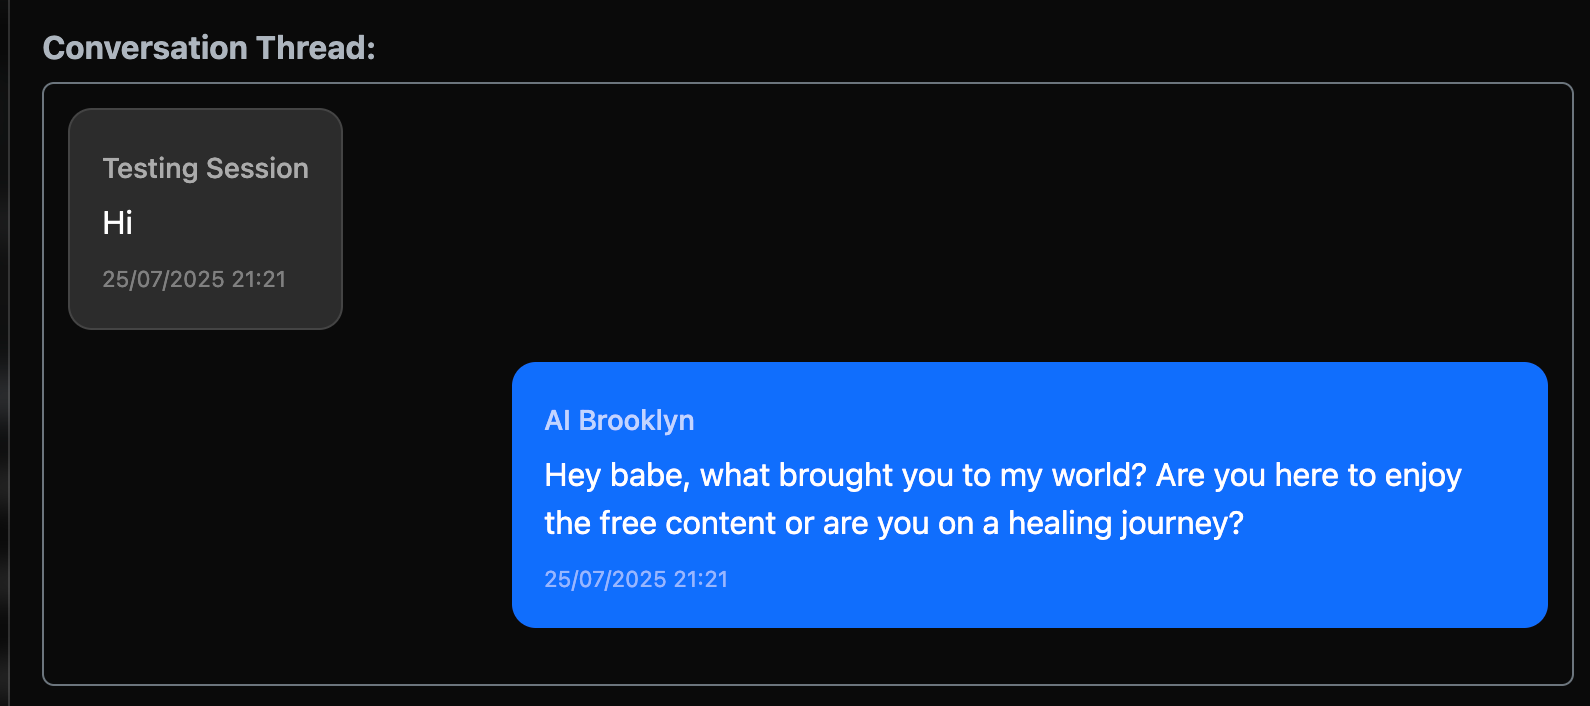 Conversation Thread:
Testing Session
Hi
25/07/2025 21:21
AI Brooklyn
Hey babe, what brought you to my world? Are you here to enjoy
the free content or are you on a healing journey?
25/07/2025 21:21